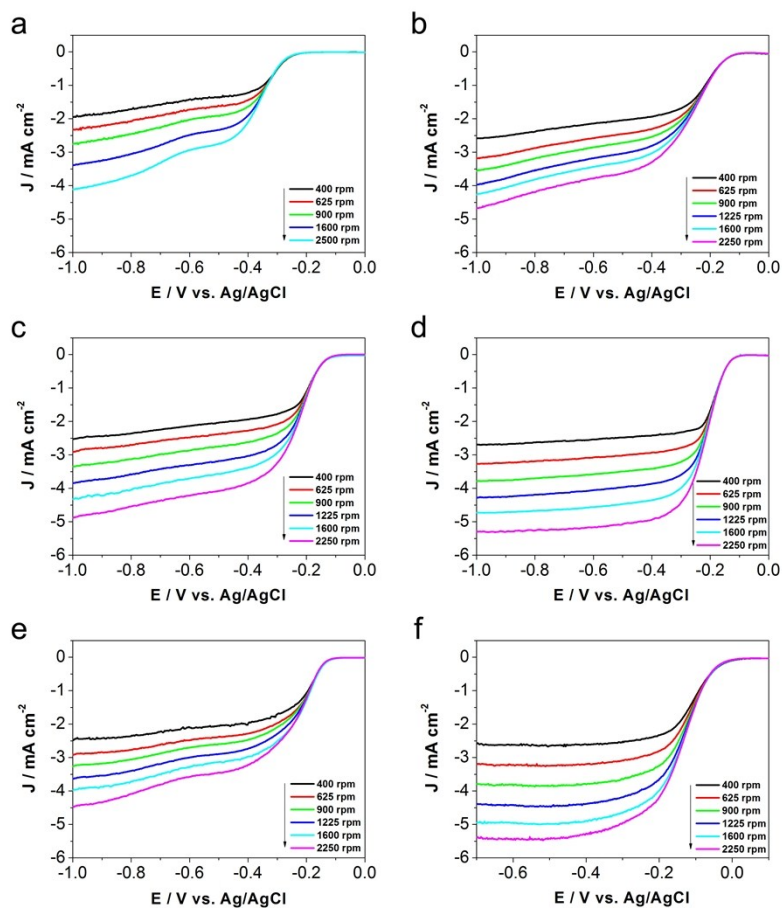 a
0
-1
-2
-3
-4
-5
-6
J / mA cm⁻²
400 rpm
625 rpm
900 rpm
1600 rpm
2500 rpm
-1.0 -0.8 -0.6 -0.4 -0.2 0.0
E / V vs. Ag/AgCl
b
0
-1
-2
-3
-4
-5
-6
J / mA cm⁻²
400 rpm
625 rpm
900 rpm
1225 rpm
1600 rpm
2250 rpm
-1.0 -0.8 -0.6 -0.4 -0.2 0.0
E / V vs. Ag/AgCl
c
0
-1
-2
-3
-4
-5
-6
J / mA cm⁻²
400 rpm
625 rpm
900 rpm
1225 rpm
1600 rpm
2250 rpm
-1.0 -0.8 -0.6 -0.4 -0.2 0.0
E / V vs. Ag/AgCl
d
0
-1
-2
-3
-4
-5
-6
J / mA cm⁻²
400 rpm
625 rpm
900 rpm
1225 rpm
1600 rpm
2250 rpm
-1.0 -0.8 -0.6 -0.4 -0.2 0.0
E / V vs. Ag/AgCl
e
0
-1
-2
-3
-4
-5
-6
J / mA cm⁻²
400 rpm
625 rpm
900 rpm
1225 rpm
1600 rpm
2250 rpm
-1.0 -0.8 -0.6 -0.4 -0.2 0.0
E / V vs. Ag/AgCl
f
0
-1
-2
-3
-4
-5
-6
J / mA cm⁻²
400 rpm
625 rpm
900 rpm
1225 rpm
1600 rpm
2250 rpm
-0.6 -0.4 -0.2 0.0
E / V vs. Ag/AgCl